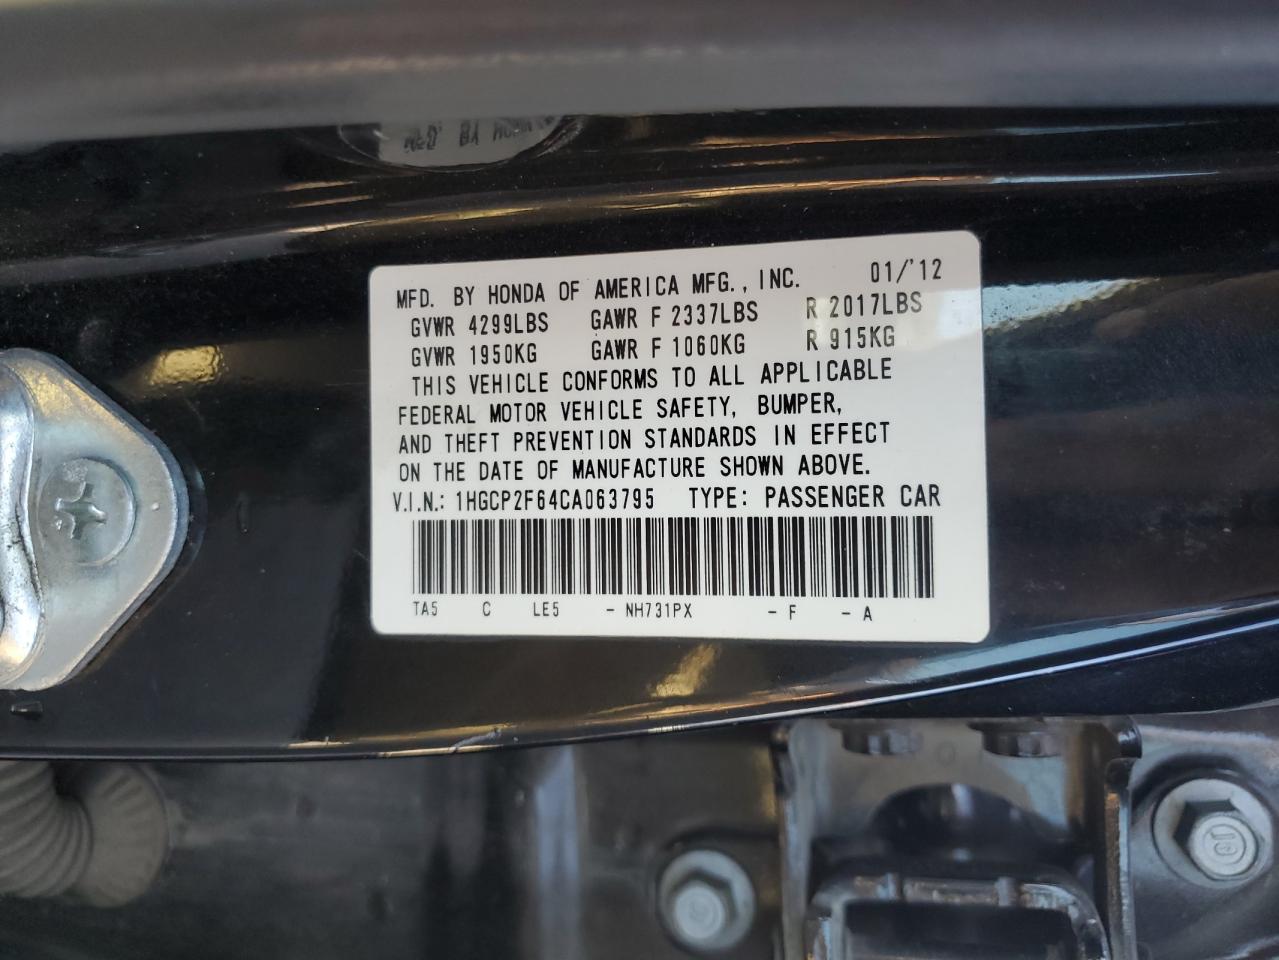 MFD. BY HONDA OF AMERICA MFG., INC. 01/'12
GVWR 4299LBS GAWR F 2337LBS R 2017LBS
GVWR 1950KG GAWR F 1060KG R 915KG
THIS VEHICLE CONFORMS TO ALL APPLICABLE
FEDERAL MOTOR VEHICLE SAFETY, BUMPER,
AND THEFT PREVENTION STANDARDS IN EFFECT
ON THE DATE OF MANUFACTURE SHOWN ABOVE.
V.I.N.: 1HGCP2F64CA063795 TYPE: PASSENGER CAR
TA5 C LE5 - NH731PX - F - A